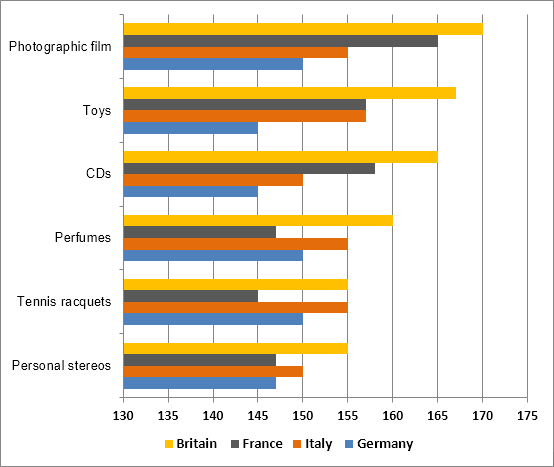 Photographic film
Toys
CDs
Perfumes
Tennis racquets
Personal stereos
130 135 140 145 150 155 160 165 170 175
Britain France Italy Germany